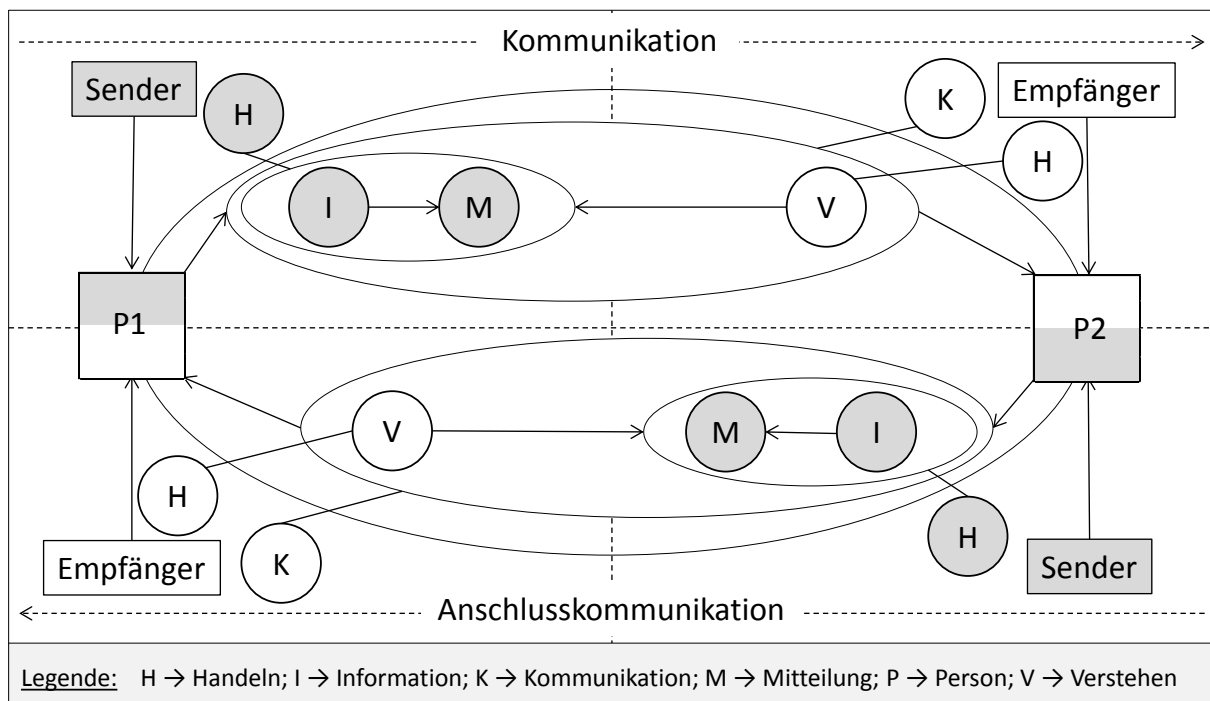 Kommunikation
Sender
Empfänger
H
K
H
I
M
V
P1
P2
V
M
I
H
K
H
Empfänger
Sender
Anschlusskommunikation
Legende: H → Handeln; I → Information; K → Kommunikation; M → Mitteilung; P → Person; V → Verstehen